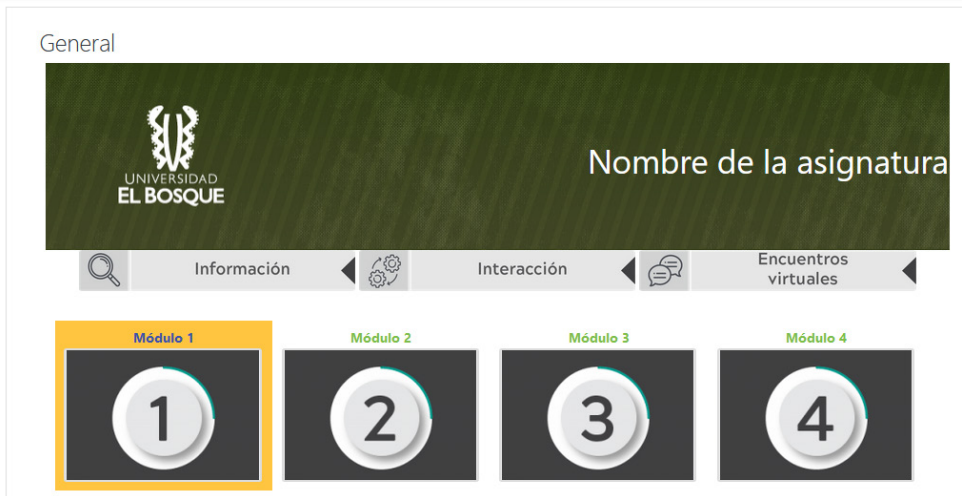 General
UNIVERSIDAD
EL BOSQUE
Nombre de la asignatura
Información
Interacción
Encuentros
virtuales
Módulo 1
Módulo 2
Módulo 3
Módulo 4
1
2
3
4